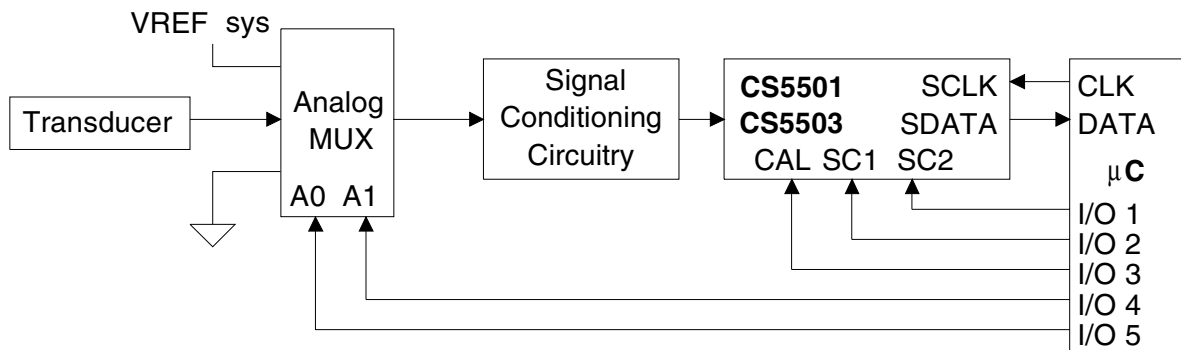 VREF sys
Transducer
Analog
MUX
A0 A1
Signal
Conditioning
Circuitry
CS5501
CS5503
SCLK
SDATA
CAL SC1 SC2
CLK
DATA
µC
I/O 1
I/O 2
I/O 3
I/O 4
I/O 5